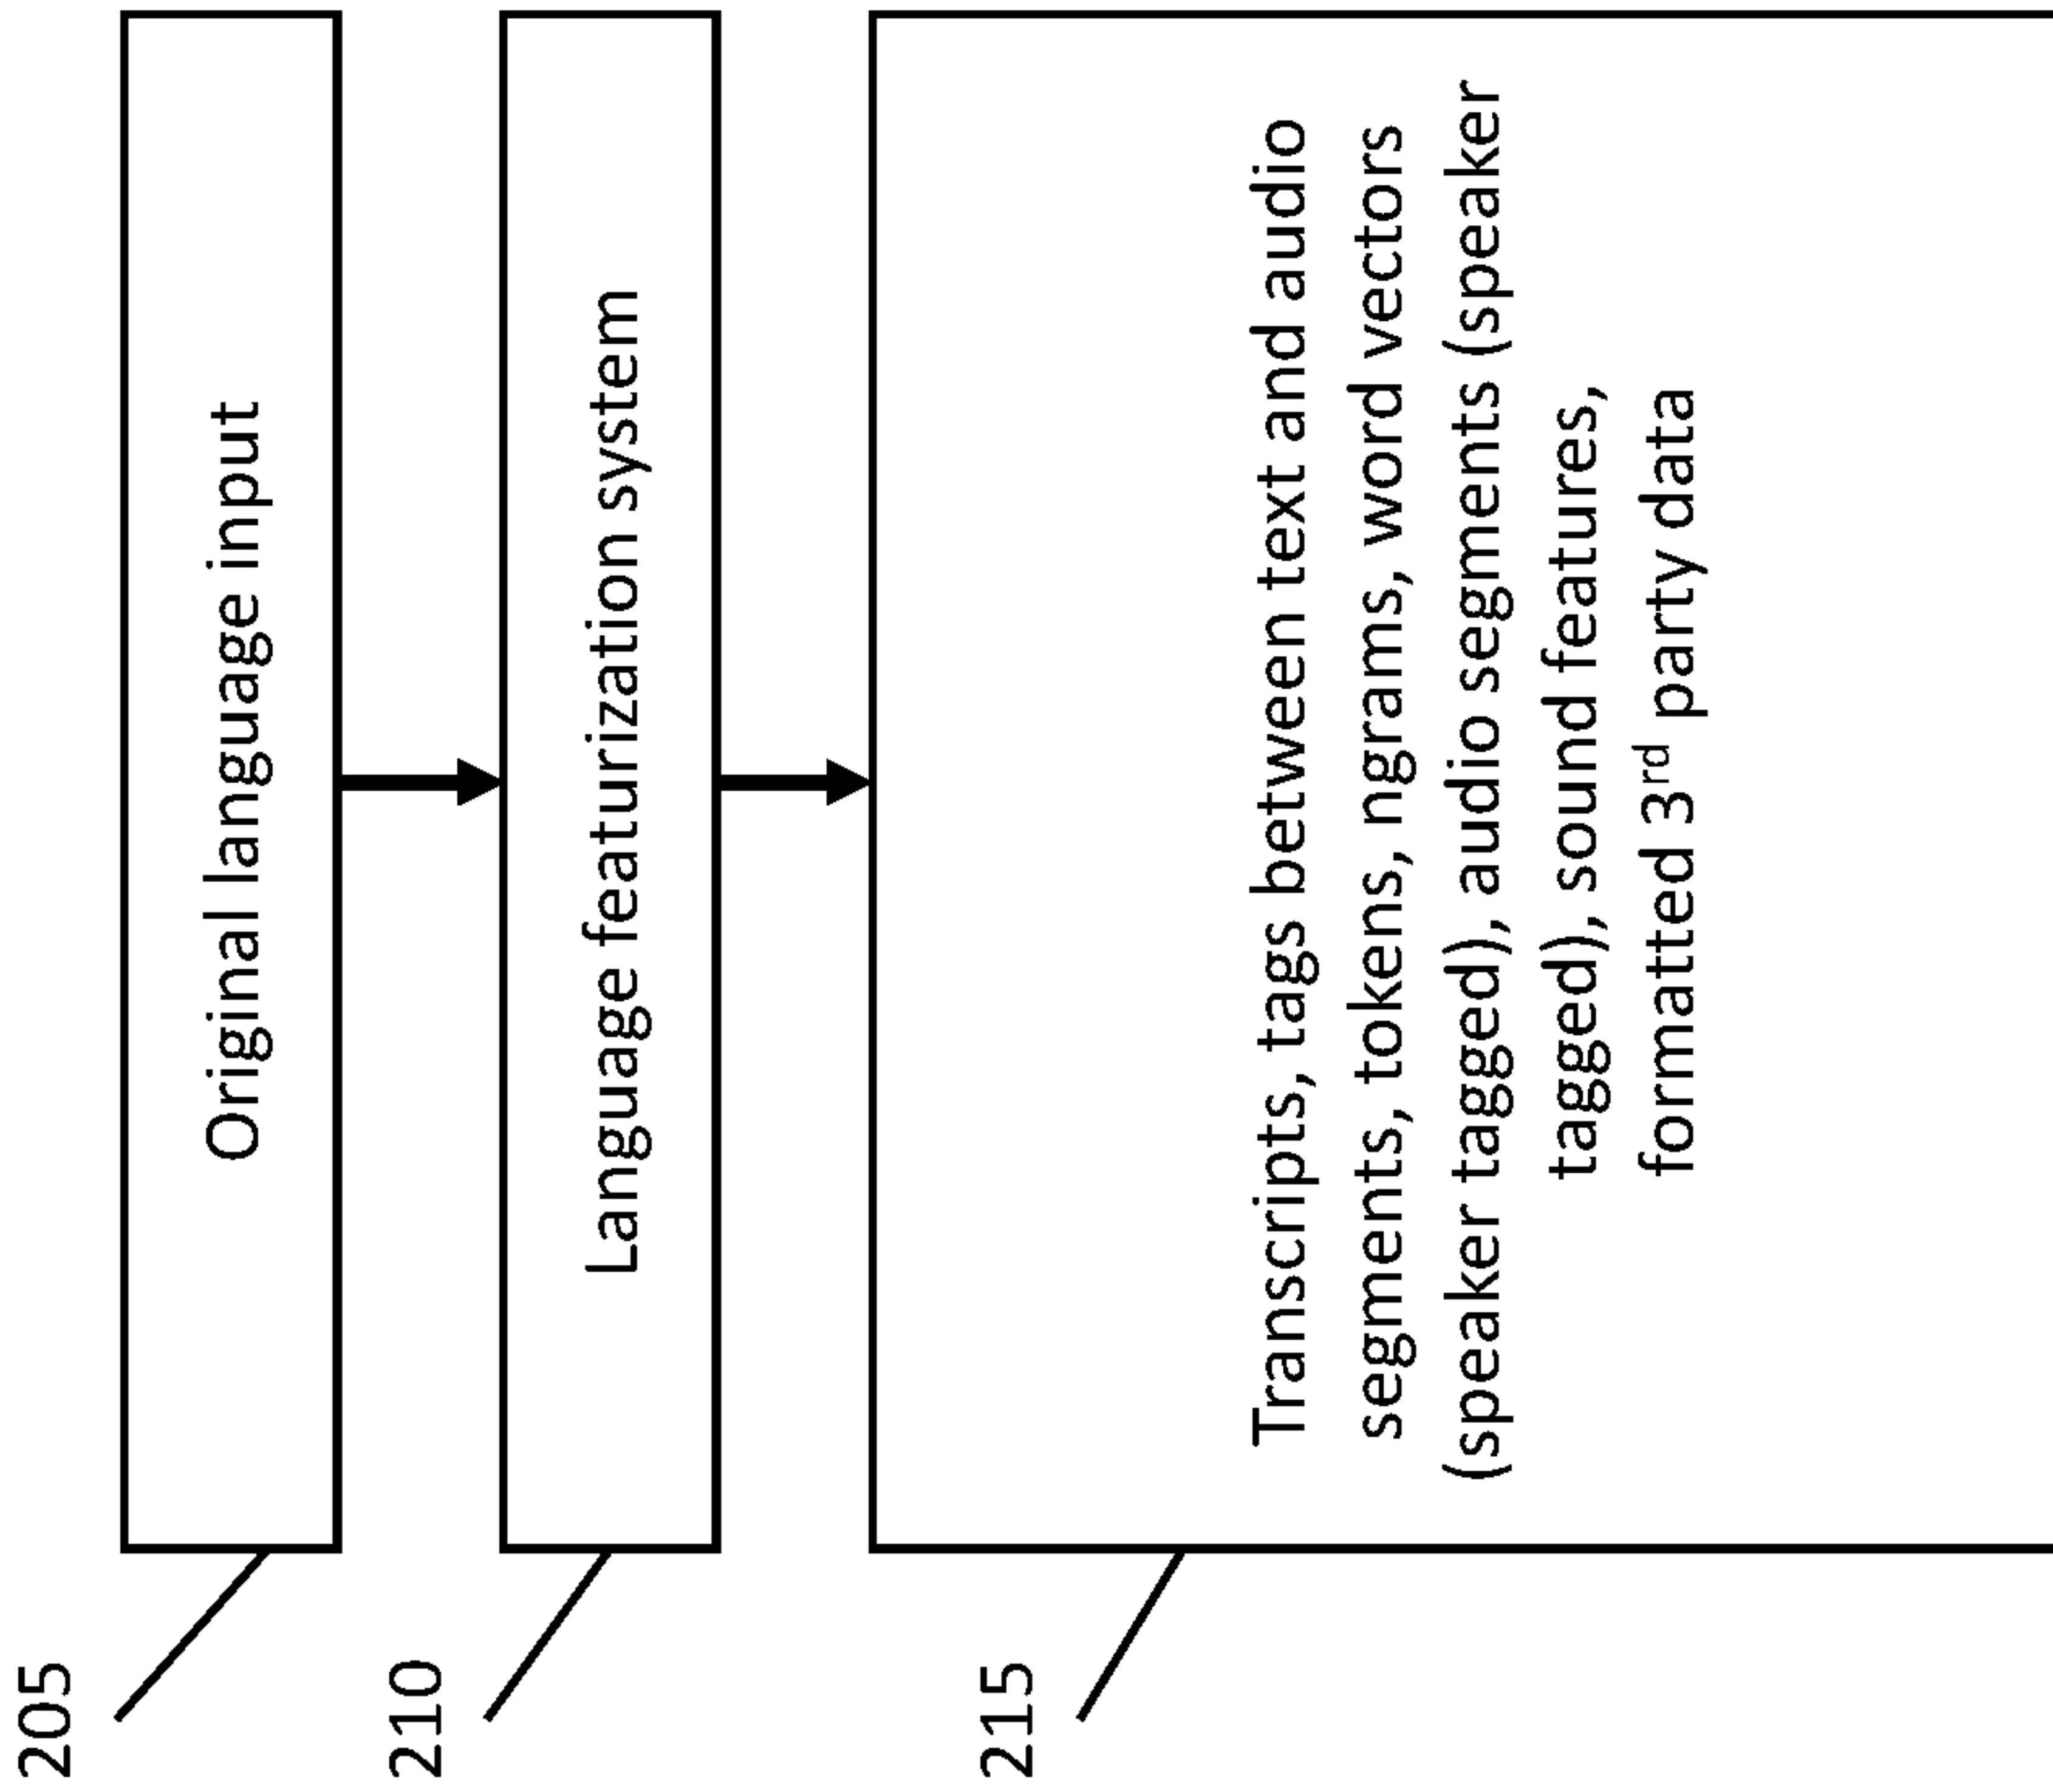 205
Original language input
210
Language featurization system
215
Transcripts, tags between text and audio
segments, tokens, ngrams, word vectors
(speaker tagged), audio segments (speaker
tagged), sound features,
formatted 3rd party data